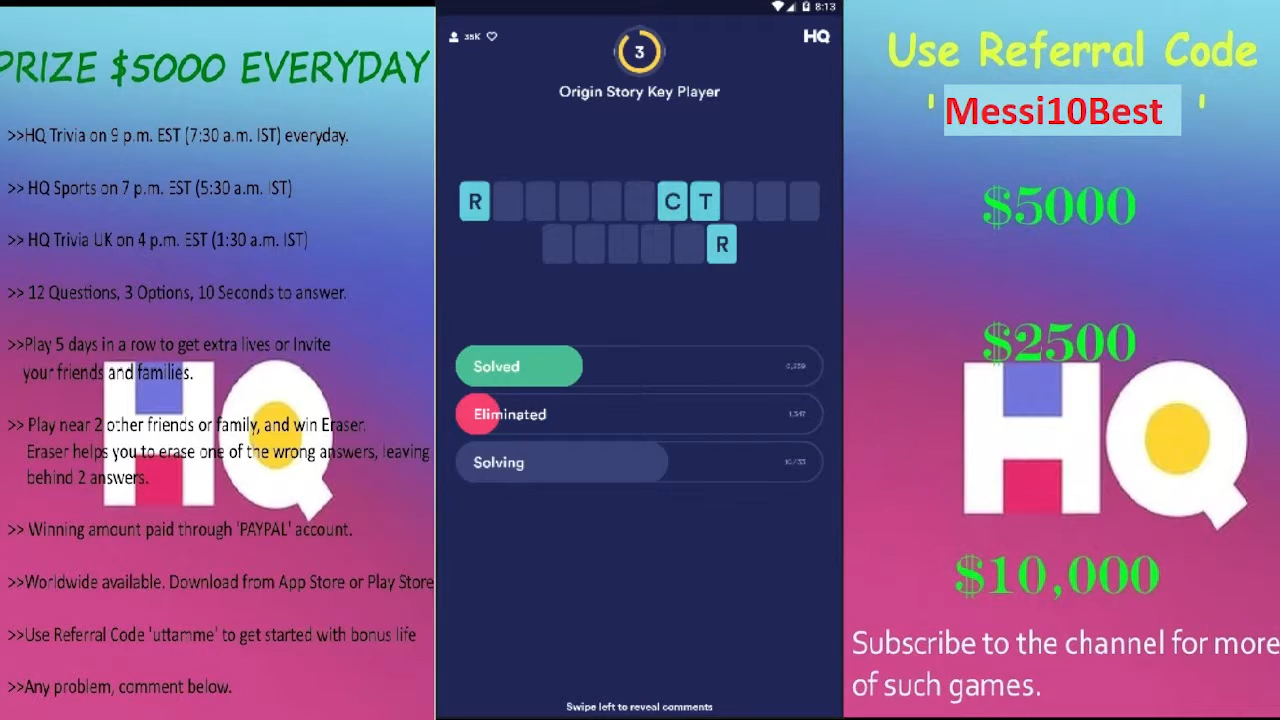 PRIZE $5000 EVERYDAY
>>HQ Trivia on 9 p.m. EST (7:30 a.m. IST) everyday.
>> HQ Sports on 7 p.m. EST (5:30 a.m. IST)
>> HQ Trivia UK on 4 p.m. EST (1:30 a.m. IST)
>> 12 Questions, 3 Options, 10 Seconds to answer.
>>Play 5 days in a row to get extra lives or Invite
your friends and families.
>> Play near 2 other friends or family, and win Eraser.
Eraser helps you to erase one of the wrong answers, leaving
behind 2 answers.
>> Winning amount paid through 'PAYPAL' account.
>>Worldwide available. Download from App Store or Play Store
>>Use Referral Code 'uttamme' to get started with bonus life
>>Any problem, comment below.
HQ
8:13
35K
HQ
3
Origin Story Key Player
R C T
R
Solved
Eliminated
Solving
Swipe left to reveal comments
Use Referral Code
' Messi10Best '
$5000
$2500
HQ
$10,000
Subscribe to the channel for more
of such games.